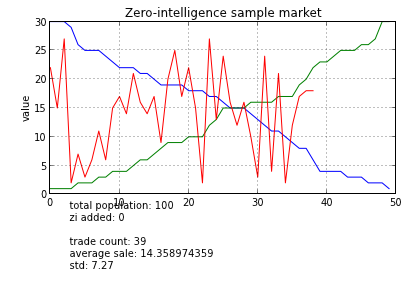 Zero-intelligence sample market
30
25
20
15
10
5
0
value
0 10 20 30 40 50
total population: 100
zi added: 0
trade count: 39
average sale: 14.358974359
std: 7.27